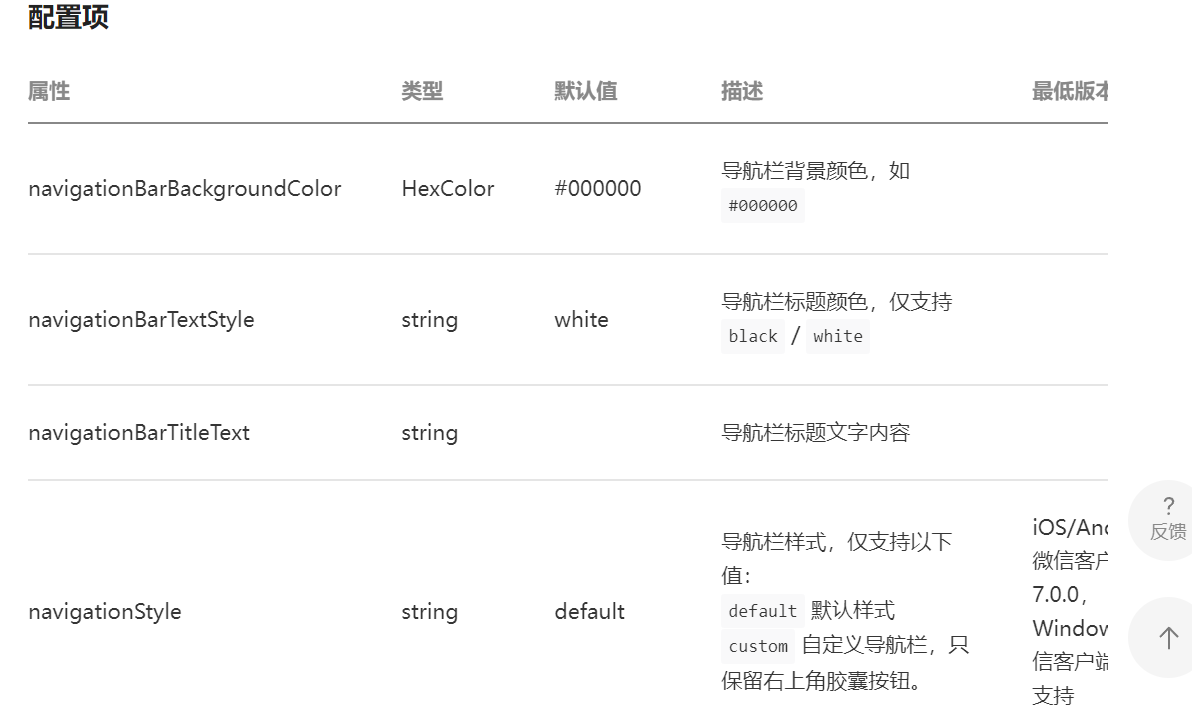 配置项
属性 类型 默认值 描述 最低版本
navigationBarBackgroundColor HexColor #000000 导航栏背景颜色，如
#000000
navigationBarTextStyle string white 导航栏标题颜色，仅支持
black / white
navigationBarTitleText string 导航栏标题文字内容
navigationStyle string default 导航栏样式，仅支持以下
值：
default 默认样式
custom 自定义导航栏，只
保留右上角胶囊按钮。
iOS/And
微信客户
7.0.0，
Window
信客户端
支持
?
反馈